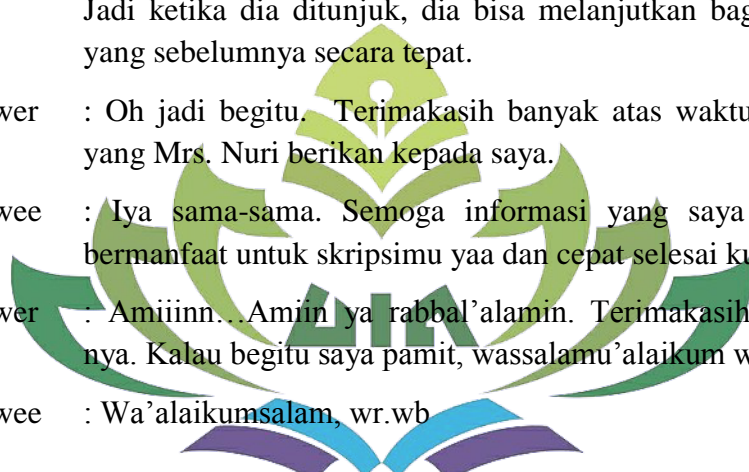 Jadi ketika dia ditunjuk, dia bisa melanjutkan bag
yang sebelumnya secara tepat.
wer : Oh jadi begitu. Terimakasih banyak atas waktu
yang Mrs. Nuri berikan kepada saya.
wee : Iya sama-sama. Semoga informasi yang saya
bermanfaat untuk skripsimu yaa dan cepat selesai ku
wer : Amiiinn...Amiin ya rabbal’alamin. Terimakasih
nya. Kalau begitu saya pamit, wassalamu’alaikum w
wee : Wa’alaikumsalam, wr.wb